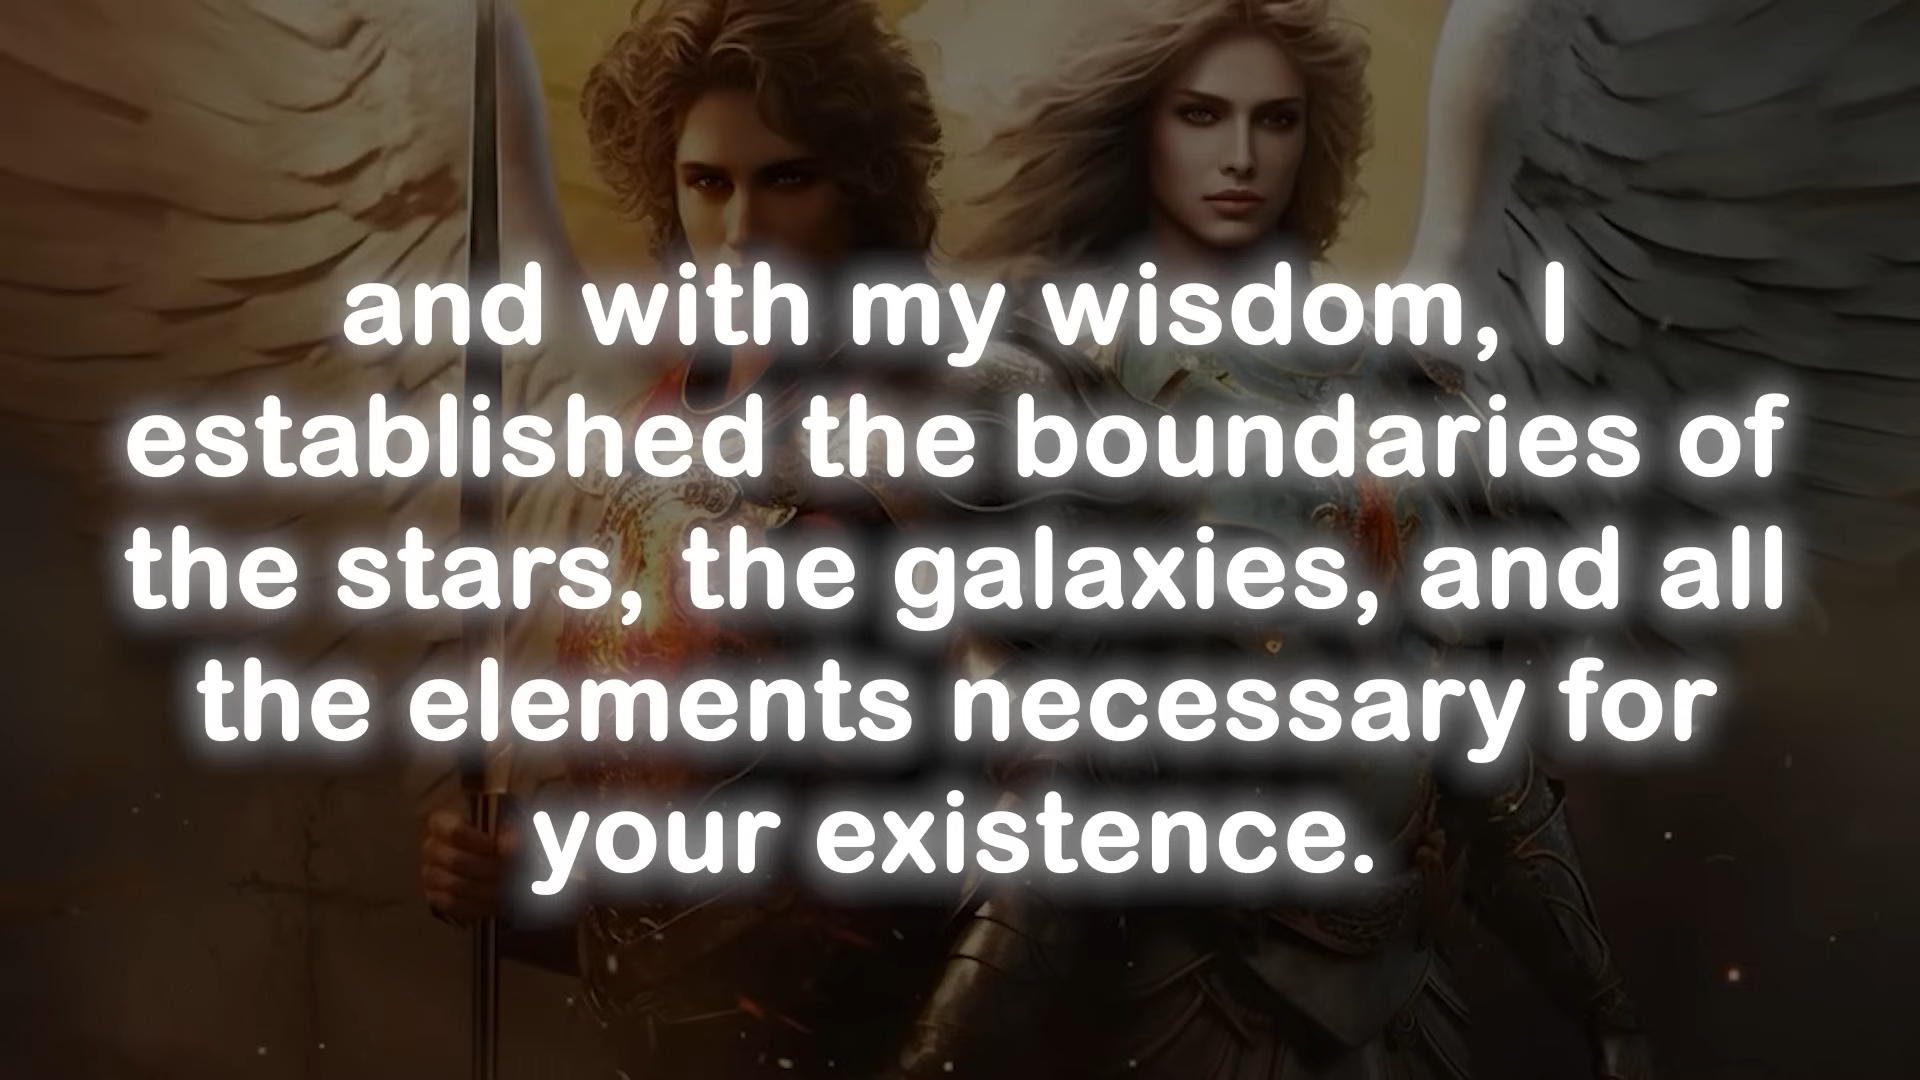 and with my wisdom, I
established the boundaries of
the stars, the galaxies, and all
the elements necessary for
your existence.